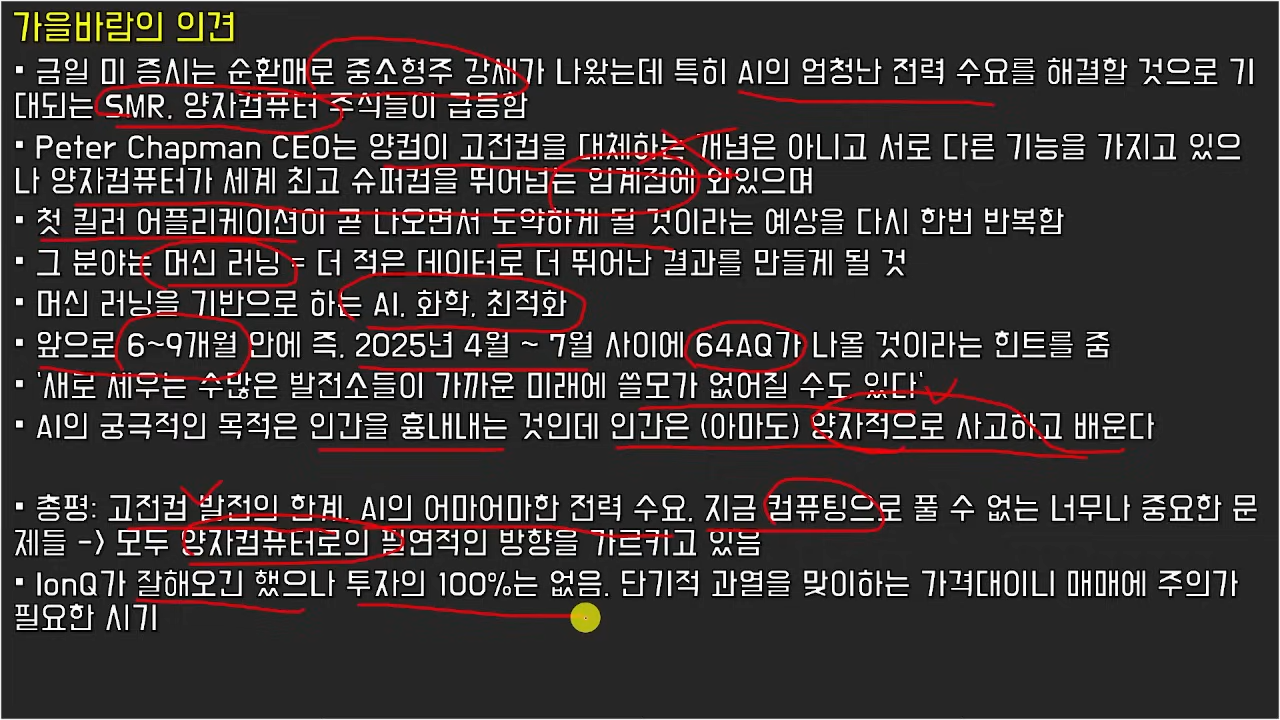 가을바람의 의견
▪ 금일 미 증시는 순환매로 중소형주 강세가 나왔는데 특히 AI의 엄청난 전력 수요를 해결할 것으로 기
대되는 SMR, 양자컴퓨터 주식들이 급등함
▪ Peter Chapman CEO는 양컴이 고전컴을 대체하는 개념은 아니고 서로 다른 기능을 가지고 있으
나 양자컴퓨터가 세계 최고 슈퍼컴을 뛰어넘는 임계점에 와있으며
▪ 첫 킬러 어플리케이션이 곧 나오면서 도약하게 될 것이라는 예상을 다시 한번 반복함
▪ 그 분야는 머신 러닝 = 더 적은 데이터로 더 뛰어난 결과를 만들게 될 것
▪ 머신 러닝을 기반으로 하는 AI, 화학, 최적화
▪ 앞으로 6~9개월 안에 즉, 2025년 4월 ~ 7월 사이에 64AQ가 나올 것이라는 힌트를 줌
▪ '새로 세우는 수많은 발전소들이 가까운 미래에 쓸모가 없어질 수도 있다'
▪ AI의 궁극적인 목적은 인간을 흉내내는 것인데 인간은 (아마도) 양자적으로 사고하고 배운다
▪ 총평: 고전컴 발전의 한계, AI의 어마어마한 전력 수요, 지금 컴퓨팅으로 풀 수 없는 너무나 중요한 문
제들 -> 모두 양자컴퓨터로의 필연적인 방향을 가르키고 있음
▪ IonQ가 잘해오긴 했으나 투자의 100%는 없음. 단기적 과열을 맞이하는 가격대이니 매매에 주의가
필요한 시기